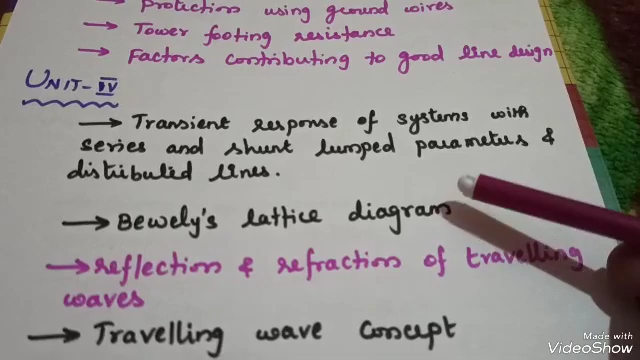 → Protection using ground wires
→ Tower footing resistance
→ Factors contributing to good line design
UNIT-IV
→ Transient response of systems with
series and shunt lumped parameters &
distributed lines.
→ Bewely's lattice diagram
→ reflection & refraction of travelling
waves
→ Travelling wave concept
Made with
VideoShow